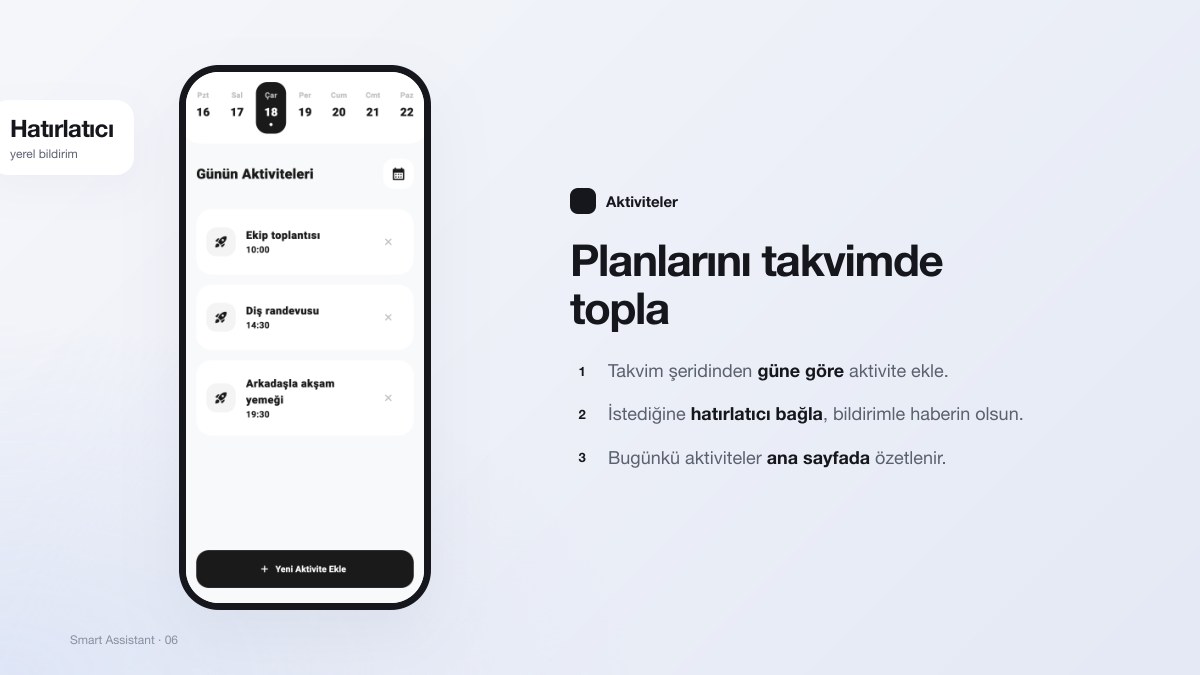 Hatırlatıcı
yerel bildirim
Pzt Sal Çar Per Cum Cmt Paz
16 17 18 19 20 21 22
Günün Aktiviteleri
Ekip toplantısı
10:00
Diş randevusu
14:30
Arkadaşla akşam
yemeği
19:30
+ Yeni Aktivite Ekle
Aktiviteler
Planlarını takvimde
topla
1 Takvim şeridinden güne göre aktivite ekle.
2 İstediğine hatırlatıcı bağla, bildirimle haberin olsun.
3 Bugünkü aktiviteler ana sayfada özetlenir.
Smart Assistant · 06